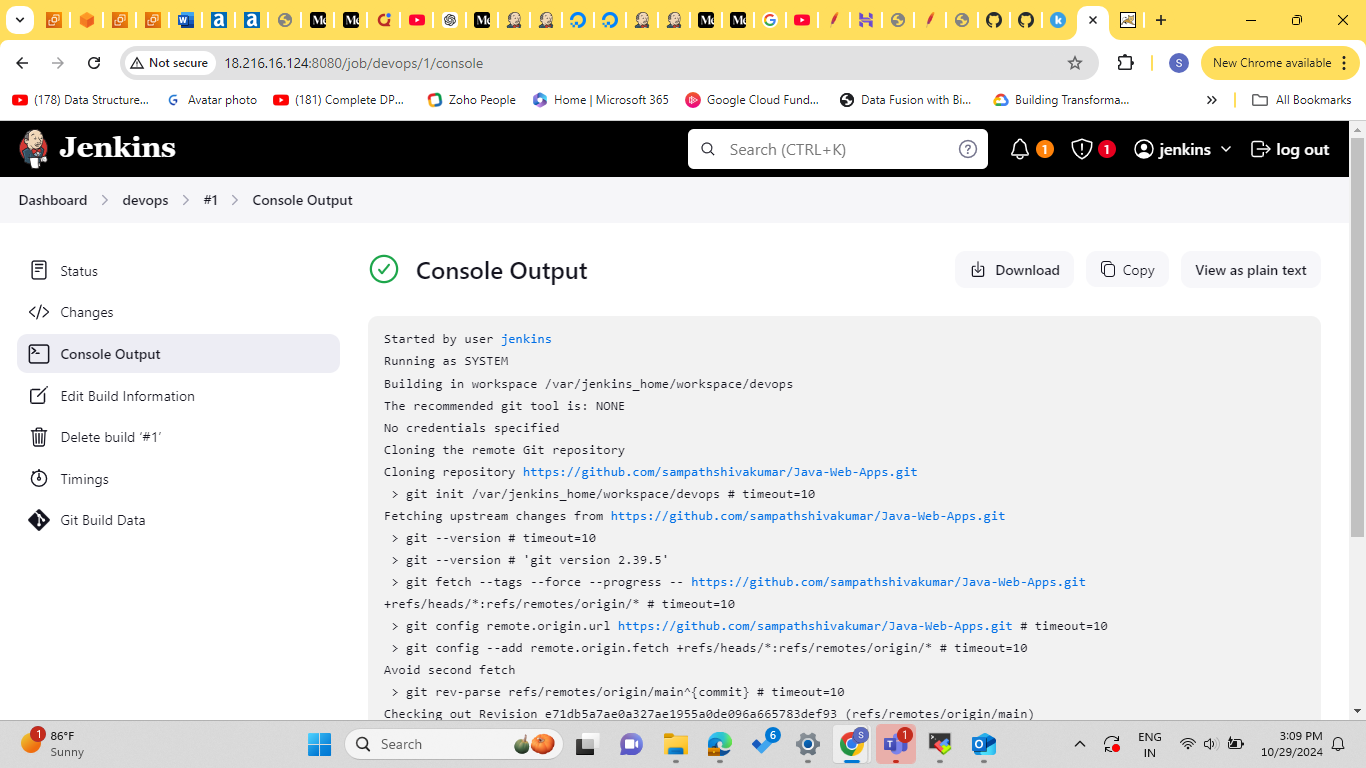 Not secure
18.216.16.124:8080/job/devops/1/console
S
New Chrome available
(178) Data Structure...
Avatar photo
(181) Complete DP...
Zoho People
Home | Microsoft 365
Google Cloud Fund...
Data Fusion with Bi...
Building Transforma...
All Bookmarks
Jenkins
Search (CTRL+K)
1
1
jenkins
log out
Dashboard
devops
#1
Console Output
Status
Changes
Console Output
Edit Build Information
Delete build ‘#1’
Timings
Git Build Data
Console Output
Download
Copy
View as plain text
Started by user jenkins
Running as SYSTEM
Building in workspace /var/jenkins_home/workspace/devops
The recommended git tool is: NONE
No credentials specified
Cloning the remote Git repository
Cloning repository https://github.com/sampathshivakumar/Java-Web-Apps.git
> git init /var/jenkins_home/workspace/devops # timeout=10
Fetching upstream changes from https://github.com/sampathshivakumar/Java-Web-Apps.git
> git --version # timeout=10
> git --version # 'git version 2.39.5'
> git fetch --tags --force --progress -- https://github.com/sampathshivakumar/Java-Web-Apps.git
+refs/heads/*:refs/remotes/origin/* # timeout=10
> git config remote.origin.url https://github.com/sampathshivakumar/Java-Web-Apps.git # timeout=10
> git config --add remote.origin.fetch +refs/heads/*:refs/remotes/origin/* # timeout=10
Avoid second fetch
> git rev-parse refs/remotes/origin/main^{commit} # timeout=10
Checking out Revision e71db5a7ae0a327ae1955a0de096a665783def93 (refs/remotes/origin/main)
1
86°F
Sunny
Search
6
S
1
ENG
IN
3:09 PM
10/29/2024